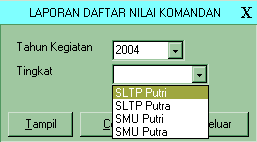 LAPORAN DAFTAR NILAI KOMANDAN X
Tahun Kegiatan 2004
Tingkat
SLTP Putri
SLTP Putra
SMU Putri
SMU Putra
Tampil